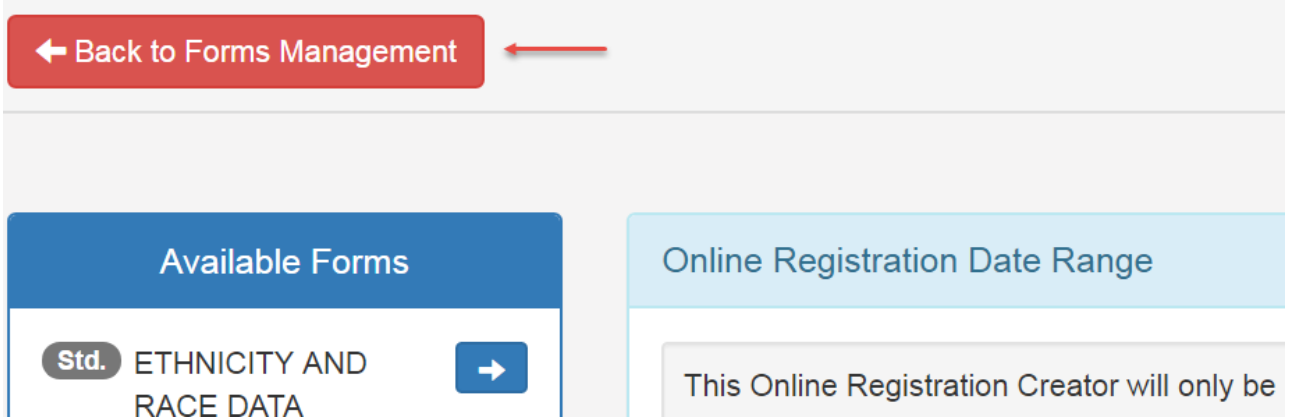 Back to Forms Management
Available Forms
Std. ETHNICITY AND
RACE DATA
Online Registration Date Range
This Online Registration Creator will only be